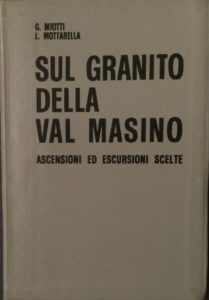 G. MIOTTI
L. MOTTARELLA
SUL GRANITO
DELLA
VAL MASINO
ASCENSIONI ED ESCURSIONI SCELTE